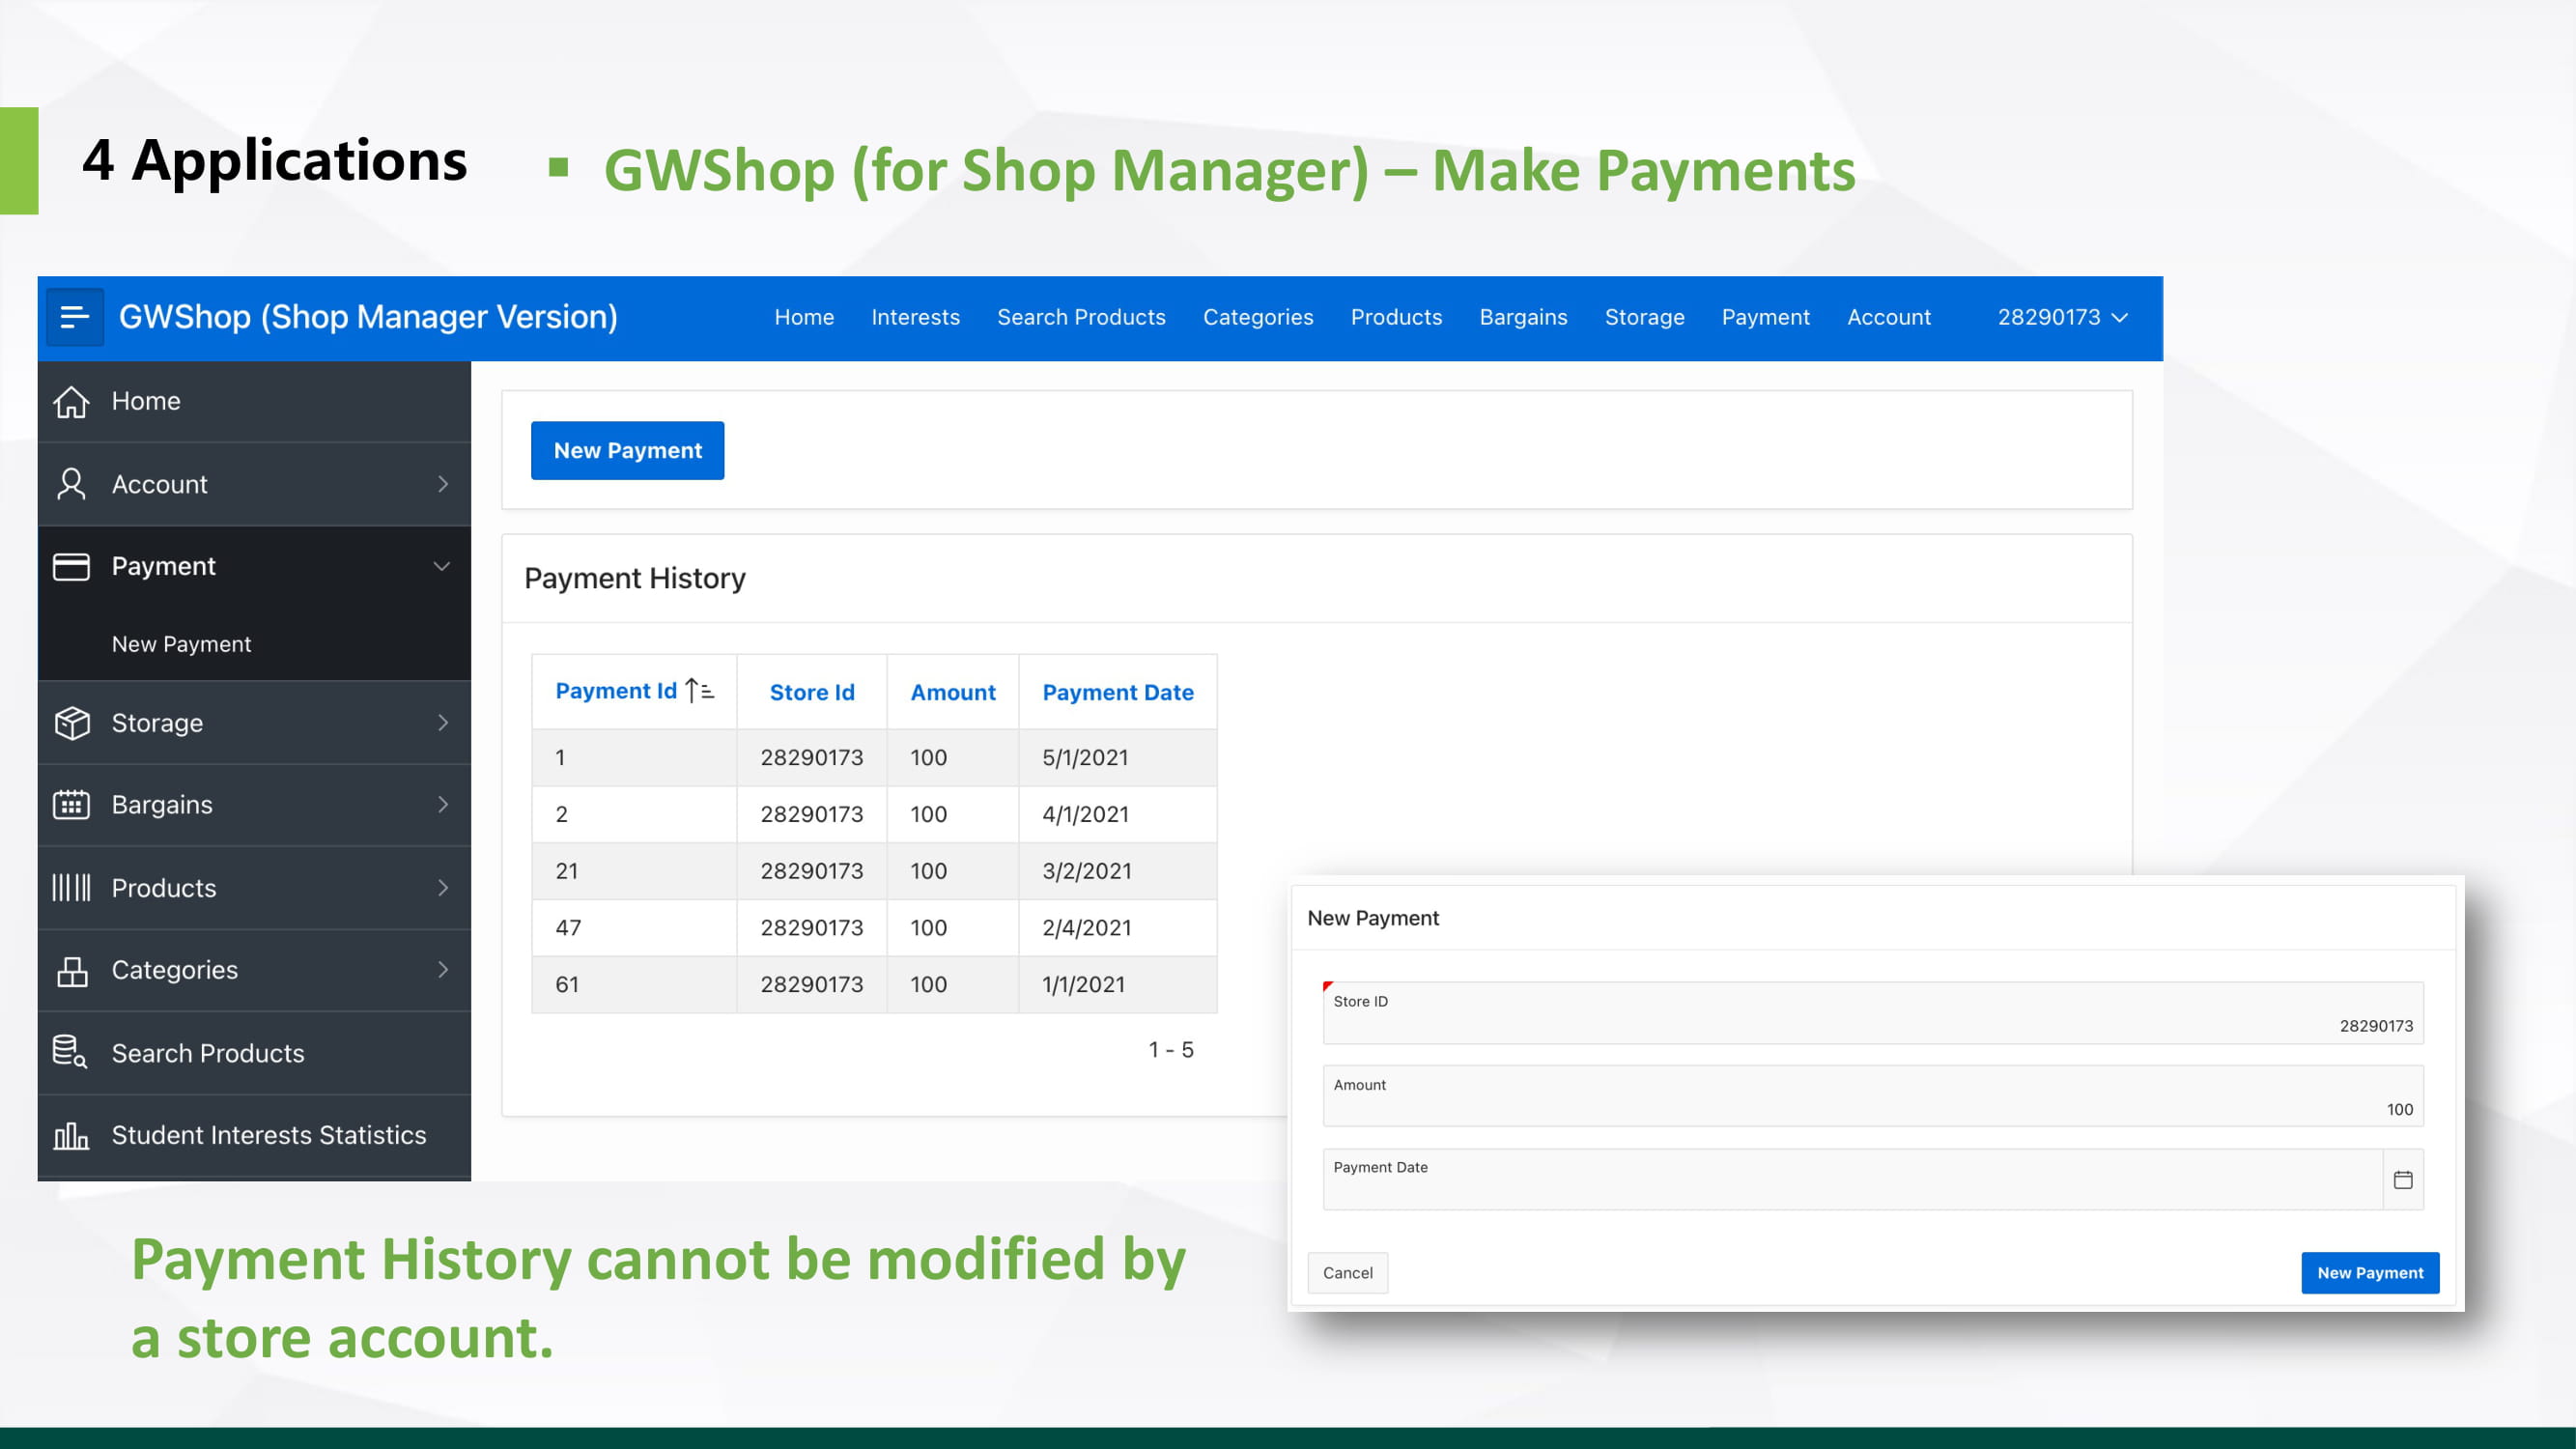 4 Applications
▪ GWShop (for Shop Manager) – Make Payments
GWShop (Shop Manager Version)
Home Interests Search Products Categories Products Bargains Storage Payment Account 28290173
Home
Account
Payment
New Payment
Storage
Bargains
Products
Categories
Search Products
Student Interests Statistics
New Payment
Payment History
Payment Id Store Id Amount Payment Date
1 28290173 100 5/1/2021
2 28290173 100 4/1/2021
21 28290173 100 3/2/2021
47 28290173 100 2/4/2021
61 28290173 100 1/1/2021
1 - 5
New Payment
Store ID
28290173
Amount
100
Payment Date
Cancel New Payment
Payment History cannot be modified by
a store account.